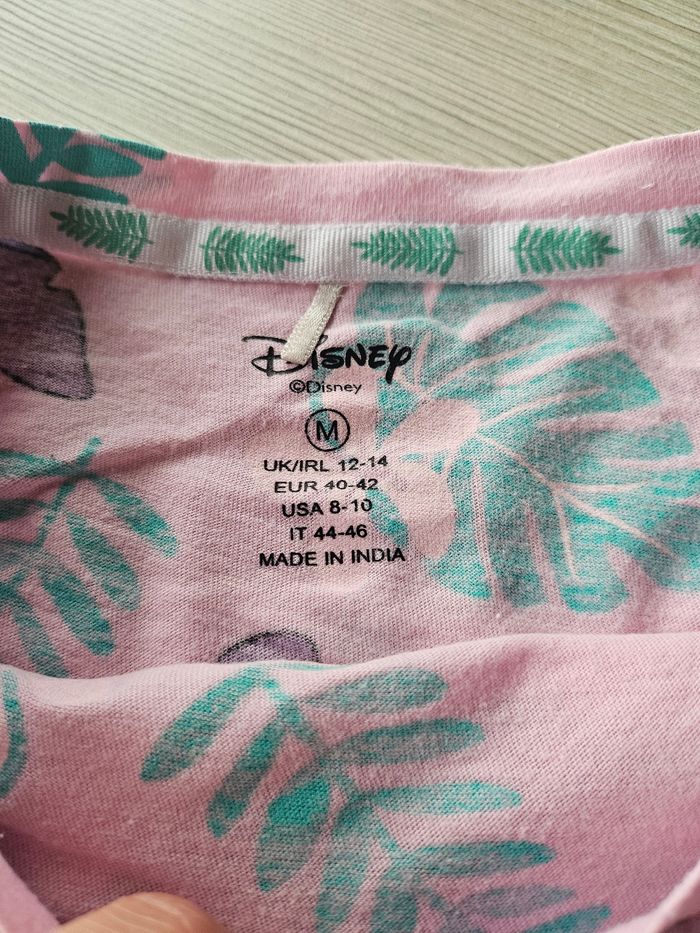 DISNEY
©Disney
M
UK/IRL 12-14
EUR 40-42
USA 8-10
IT 44-46
MADE IN INDIA